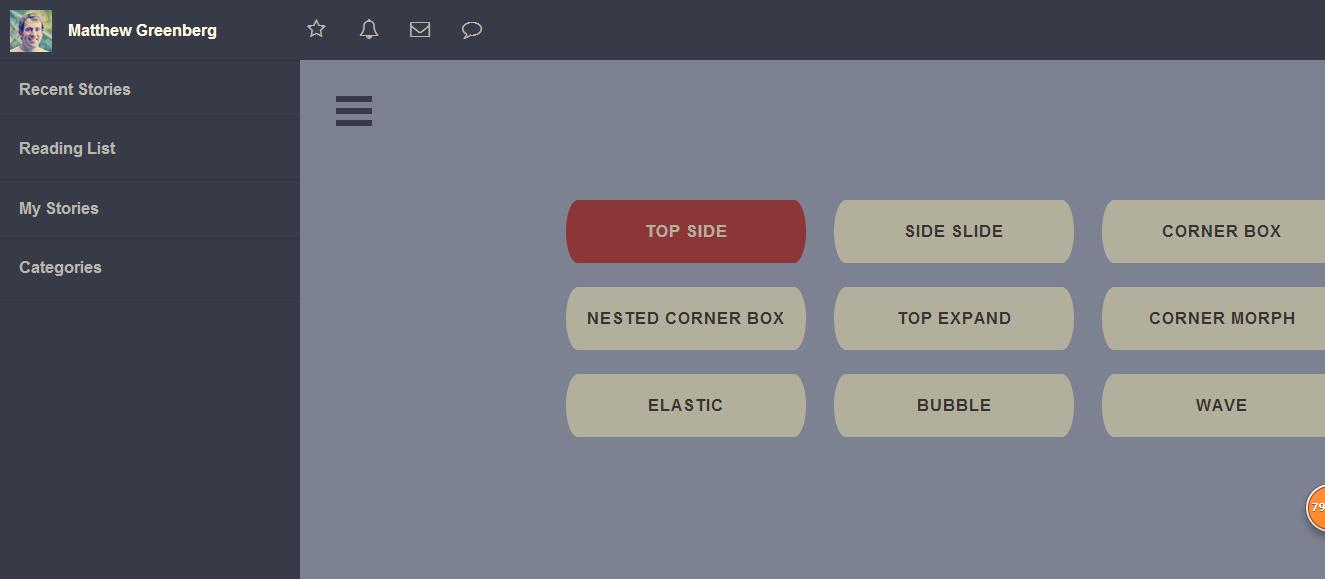 Matthew Greenberg
Recent Stories
Reading List
My Stories
Categories
TOP SIDE
SIDE SLIDE
CORNER BOX
NESTED CORNER BOX
TOP EXPAND
CORNER MORPH
ELASTIC
BUBBLE
WAVE
79